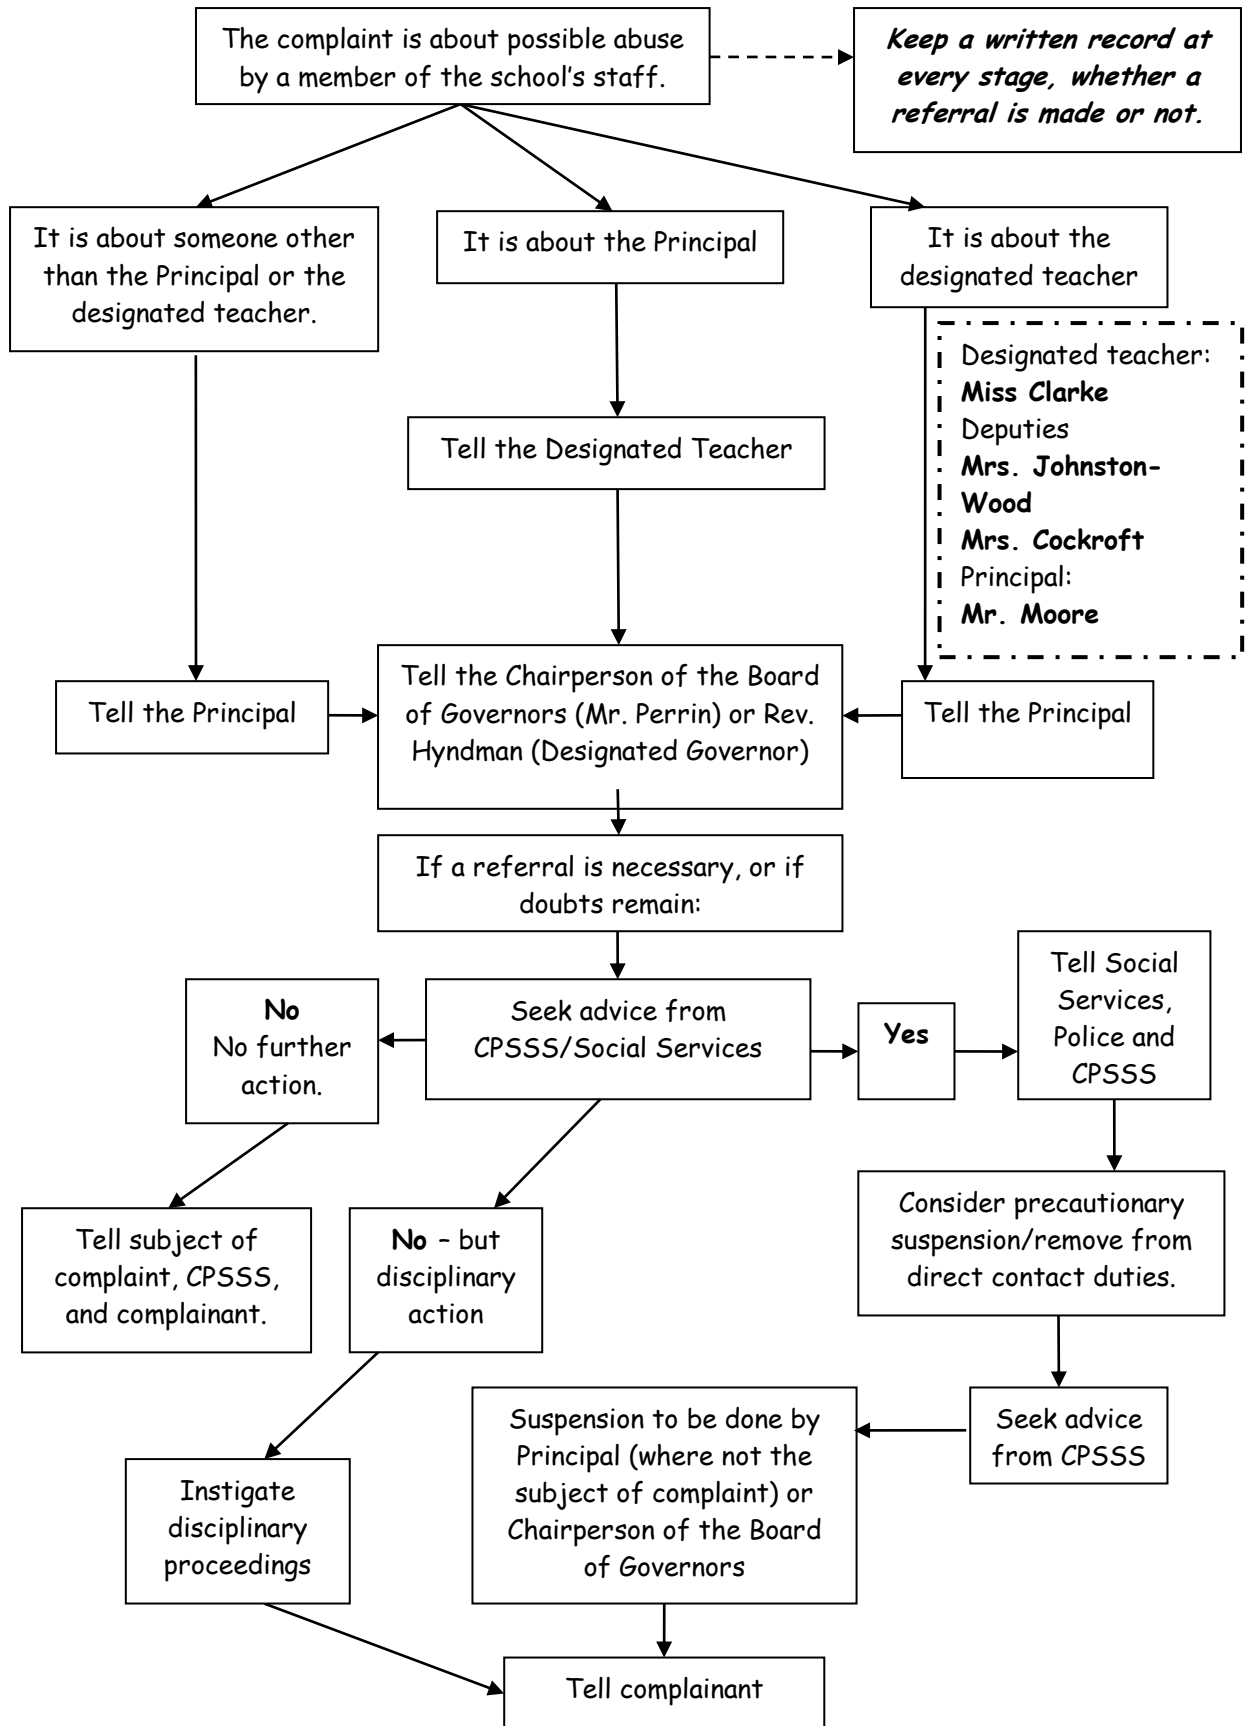 The complaint is about possible abuse
by a member of the school's staff.
Keep a written record at
every stage, whether a
referral is made or not.
It is about someone other
than the Principal or the
designated teacher.
It is about the Principal
It is about the
designated teacher
Designated teacher:
Miss Clarke
Deputies
Mrs. Johnston-
Wood
Mrs. Cockroft
Principal:
Mr. Moore
Tell the Designated Teacher
Tell the Principal
Tell the Chairperson of the Board
of Governors (Mr. Perrin) or Rev.
Hyndman (Designated Governor)
Tell the Principal
If a referral is necessary, or if
doubts remain:
No
No further
action.
Seek advice from
CPSSS/Social Services
Yes
Tell Social
Services,
Police and
CPSSS
Tell subject of
complaint, CPSSS,
and complainant.
No – but
disciplinary
action
Consider precautionary
suspension/remove from
direct contact duties.
Instigate
disciplinary
proceedings
Suspension to be done by
Principal (where not the
subject of complaint) or
Chairperson of the Board
of Governors
Seek advice
from CPSSS
Tell complainant